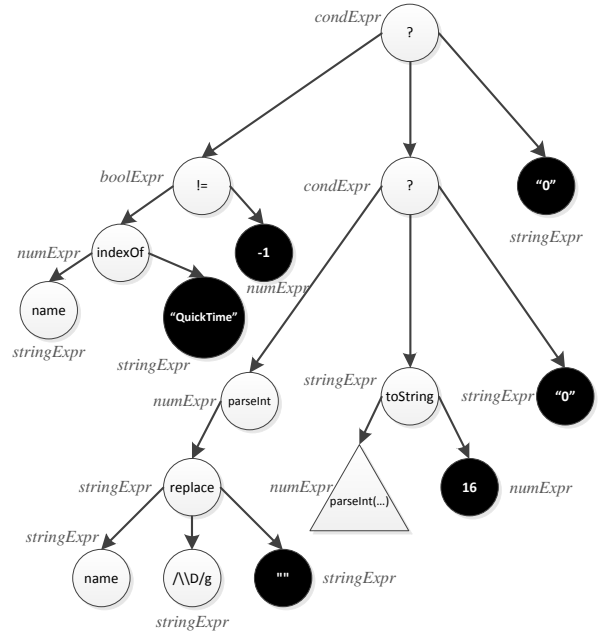 condExpr
?
boolExpr
!=
condExpr
?
"0"
stringExpr
numExpr
indexOf
-1
numExpr
name
stringExpr
"QuickTime"
stringExpr
numExpr
parseInt
stringExpr
toString
stringExpr
"0"
stringExpr
replace
numExpr
parseInt(...)
16
numExpr
stringExpr
name
/\\D/g
""
stringExpr
stringExpr